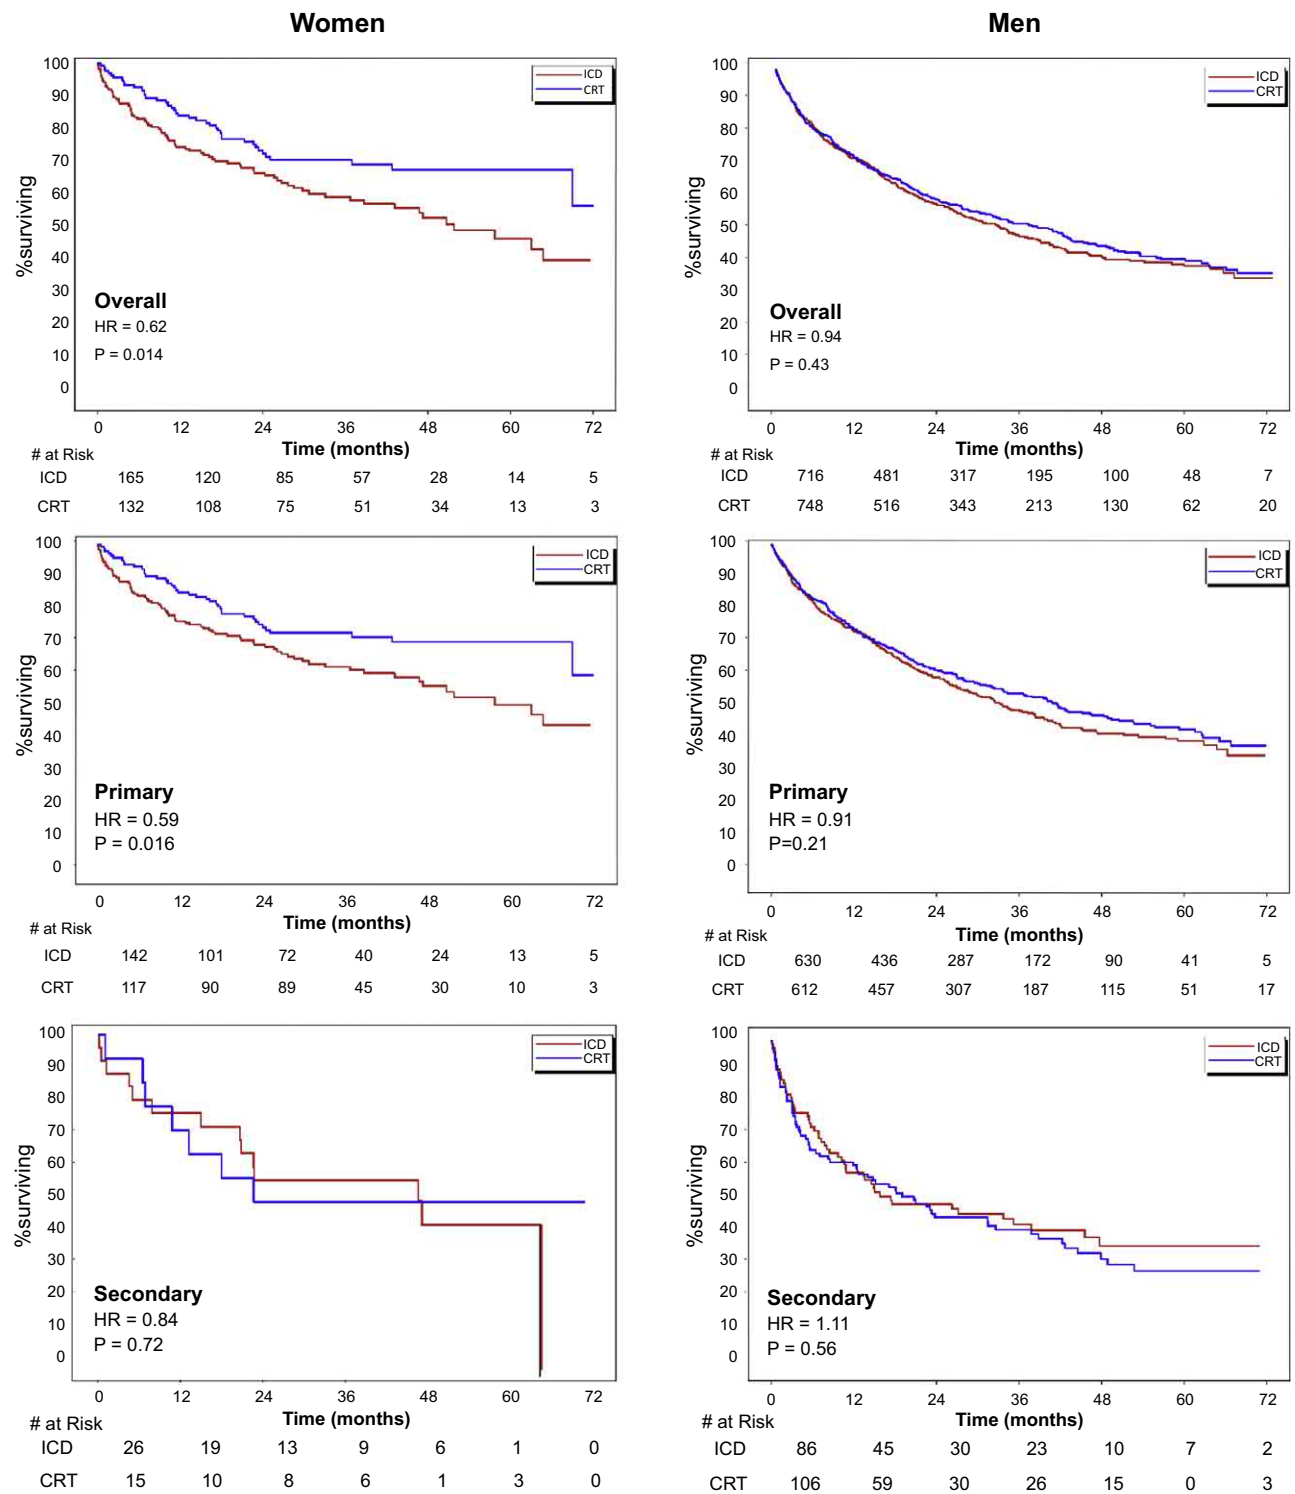 Women
Men
100
90
80
70
60
50
40
30
20
10
0
%surviving
ICD
CRT
Overall
HR = 0.62
P = 0.014
0 12 24 36 48 60 72
Time (months)
# at Risk
ICD 165 120 85 57 28 14 5
CRT 132 108 75 51 34 13 3
100
90
80
70
60
50
40
30
20
10
0
%surviving
ICD
CRT
Overall
HR = 0.94
P = 0.43
0 12 24 36 48 60 72
Time (months)
# at Risk
ICD 716 481 317 195 100 48 7
CRT 748 516 343 213 130 62 20
100
90
80
70
60
50
40
30
20
10
0
%surviving
ICD
CRT
Primary
HR = 0.59
P = 0.016
0 12 24 36 48 60 72
Time (months)
# at Risk
ICD 142 101 72 40 24 13 5
CRT 117 90 89 45 30 10 3
100
90
80
70
60
50
40
30
20
10
0
%surviving
ICD
CRT
Primary
HR = 0.91
P=0.21
0 12 24 36 48 60 72
Time (months)
# at Risk
ICD 630 436 287 172 90 41 5
CRT 612 457 307 187 115 51 17
100
90
80
70
60
50
40
30
20
10
0
%surviving
ICD
CRT
Secondary
HR = 0.84
P = 0.72
0 12 24 36 48 60 72
Time (months)
# at Risk
ICD 26 19 13 9 6 1 0
CRT 15 10 8 6 1 3 0
100
90
80
70
60
50
40
30
20
10
0
%surviving
ICD
CRT
Secondary
HR = 1.11
P = 0.56
0 12 24 36 48 60 72
Time (months)
# at Risk
ICD 86 45 30 23 10 7 2
CRT 106 59 30 26 15 0 3